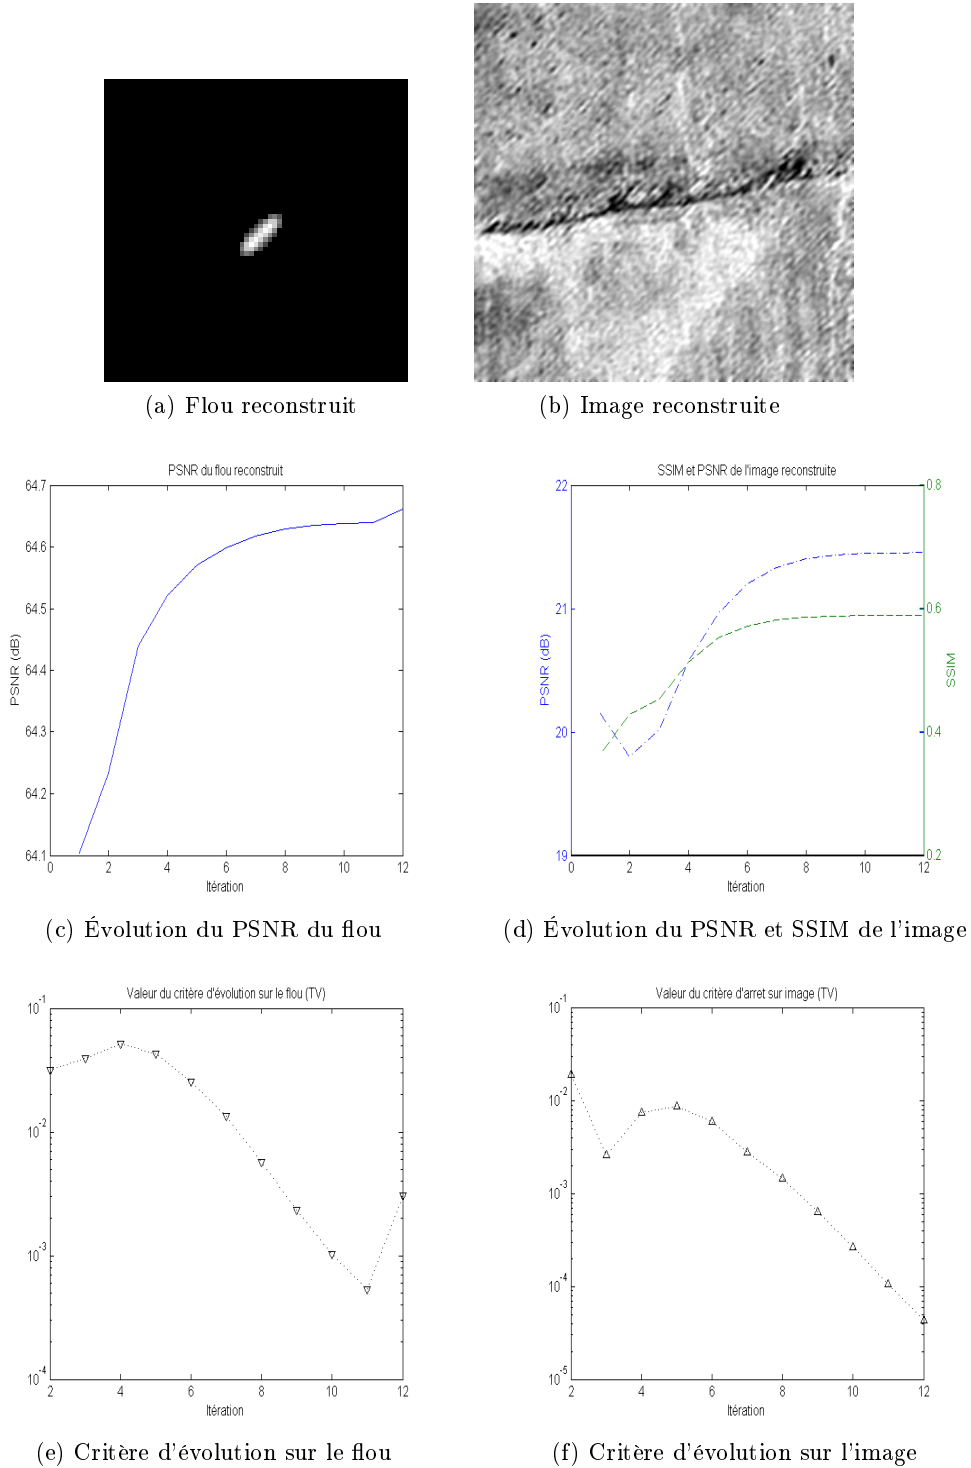 (a) Flou reconstruit
(b) Image reconstruite
PSNR du flou reconstruit
64.7
64.6
64.5
64.4
64.3
64.2
64.1
PSNR (dB)
0 2 4 6 8 10 12
Itération
SSIM et PSNR de l'image reconstruite
22
21
20
19
PSNR (dB)
0.8
0.6
0.4
0.2
SSIM
0 2 4 6 8 10 12
Itération
(c) Évolution du PSNR du flou
(d) Évolution du PSNR et SSIM de l'image
Valeur du critère d'évolution sur le flou (TV)
10^-1
10^-2
10^-3
10^-4
2 4 6 8 10 12
Itération
Valeur du critère d'arret sur image (TV)
10^-1
10^-2
10^-3
10^-4
10^-5
2 4 6 8 10 12
Itération
(e) Critère d'évolution sur le flou
(f) Critère d'évolution sur l'image